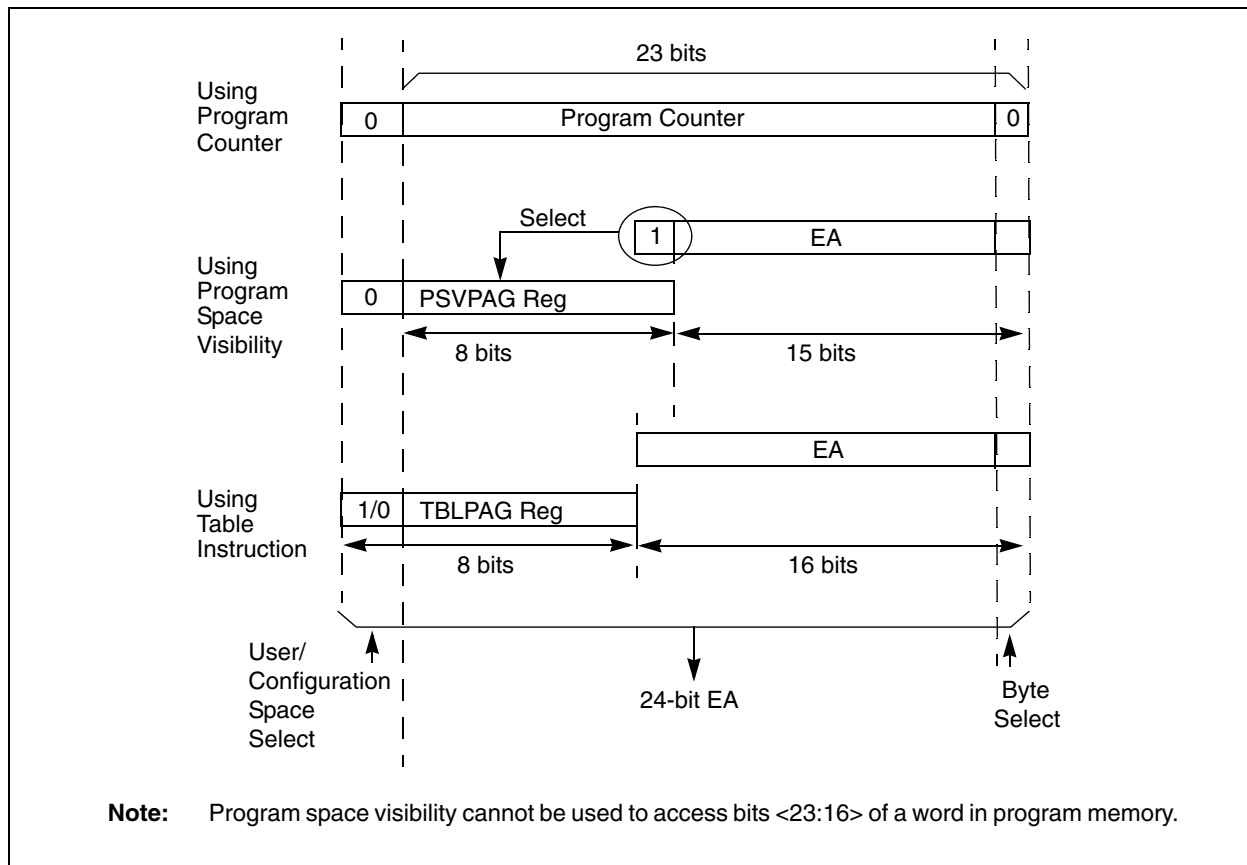 23 bits
Using
Program
Counter
0
Program Counter
0
Select
1
EA
Using
Program
Space
Visibility
0
PSVPAG Reg
8 bits
15 bits
EA
Using
Table
Instruction
1/0
TBLPAG Reg
8 bits
16 bits
User/
Configuration
Space
Select
24-bit EA
Byte
Select
Note: Program space visibility cannot be used to access bits <23:16> of a word in program memory.